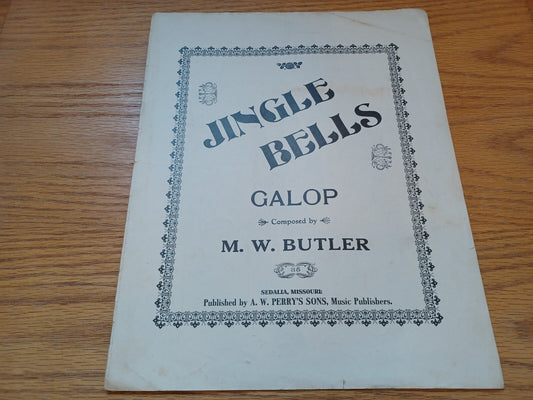 JINGLE
BELLS
GALOP
Composed by
M. W. BUTLER
SEDALIA, MISSOURI:
Published by A. W. PERRY'S SONS, Music Publishers.